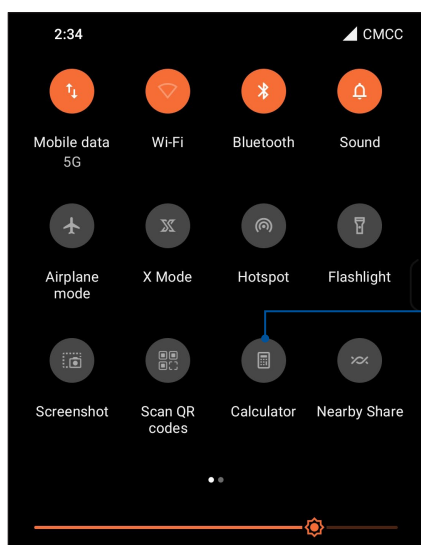 2:34 CMCC
Mobile data Wi-Fi Bluetooth Sound
5G
Airplane X Mode Hotspot Flashlight
mode
Screenshot Scan QR Calculator Nearby Share
codes